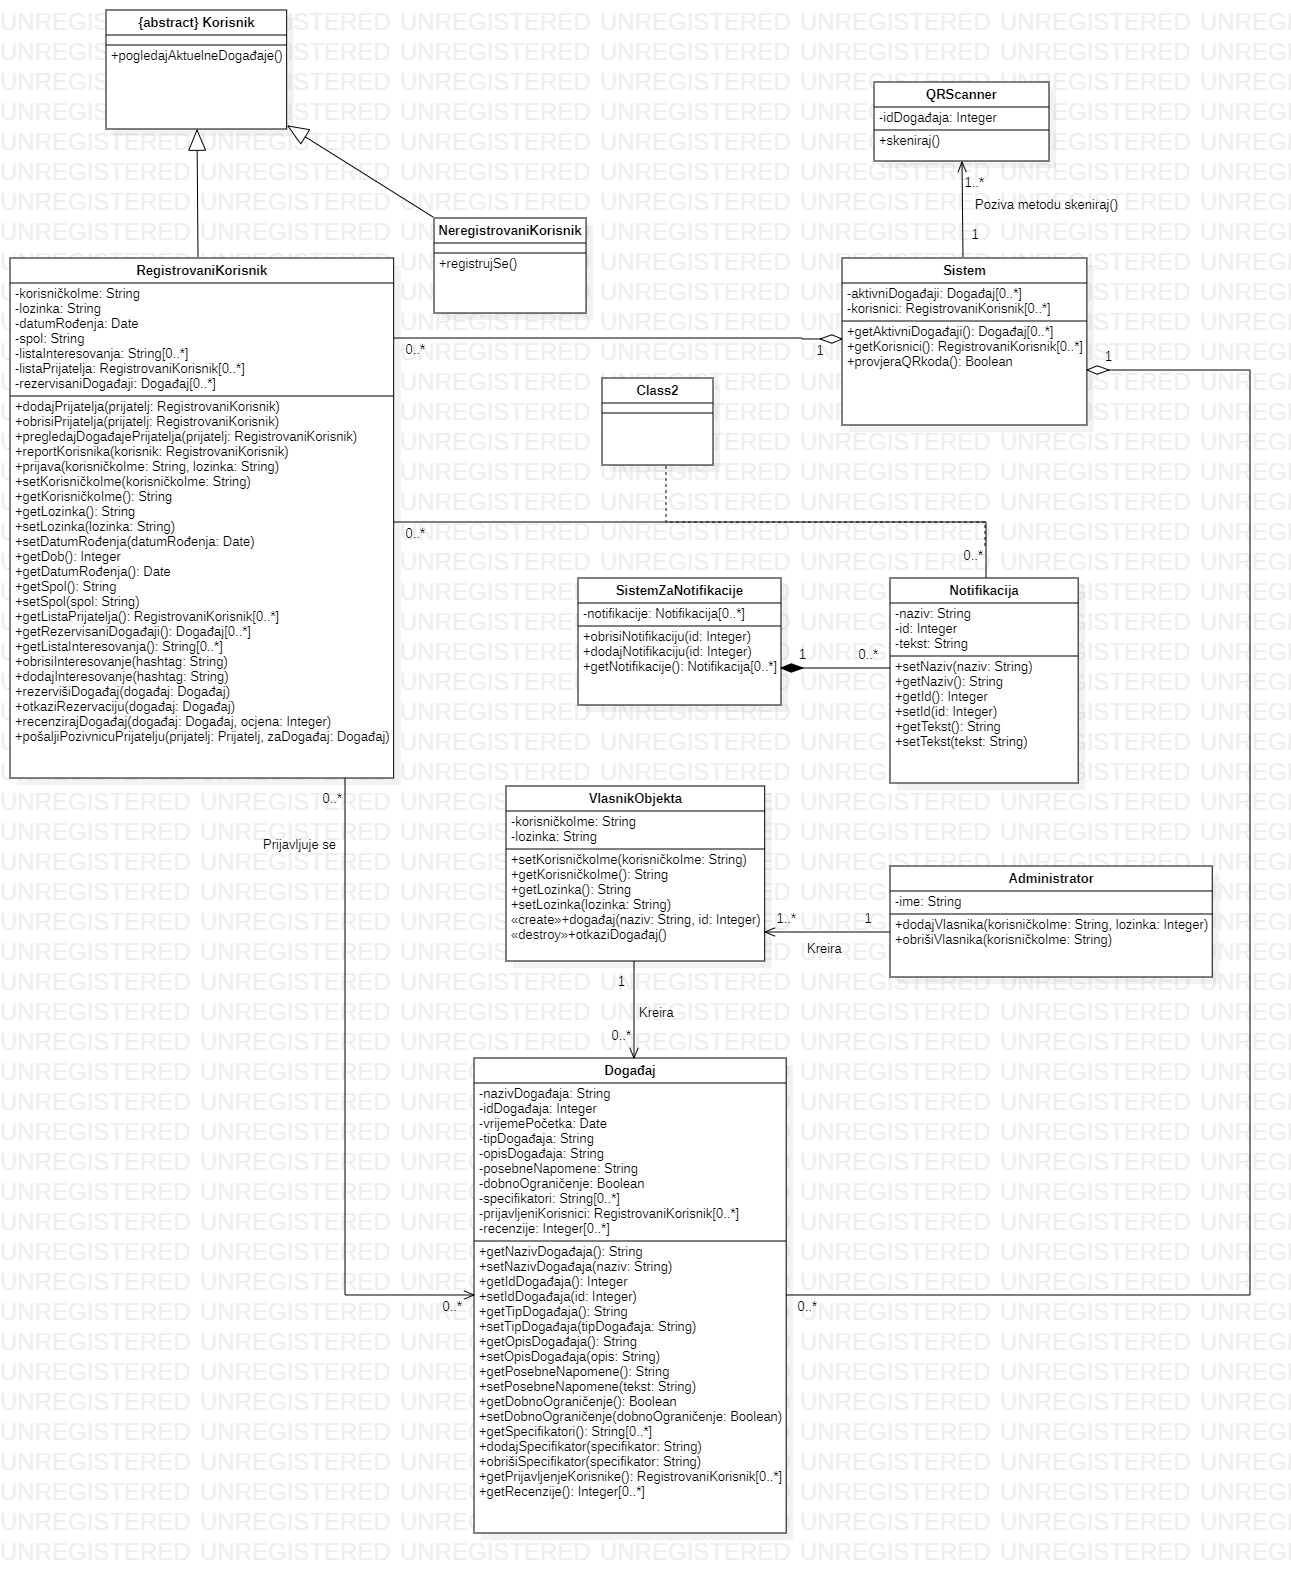 {abstract} Korisnik
+pogledajAktuelneDogađaje()
QRScanner
-idDogađaja: Integer
+skeniraj()
1..*
Poziva metodu skeniraj()
1
NeregistrovaniKorisnik
+registrujSe()
RegistrovaniKorisnik
-korisničkoIme: String
-lozinka: String
-datumRođenja: Date
-spol: String
-listaInteresovanja: String[0..*]
-listaPrijatelja: RegistrovaniKorisnik[0..*]
-rezervisaniDogađaji: Događaj[0..*]
+dodajPrijatelja(prijatelj: RegistrovaniKorisnik)
+obrisiPrijatelja(prijatelj: RegistrovaniKorisnik)
+pregledajDogađajePrijatelja(prijatelj: RegistrovaniKorisnik)
+reportKorisnika(korisnik: RegistrovaniKorisnik)
+prijava(korisničkoIme: String, lozinka: String)
+setKorisničkoIme(korisničkoIme: String)
+getKorisničkoIme(): String
+getLozinka(): String
+setLozinka(lozinka: String)
+setDatumRođenja(datumRođenja: Date)
+getDob(): Integer
+getDatumRođenja(): Date
+getSpol(): String
+setSpol(spol: String)
+getListaPrijatelja(): RegistrovaniKorisnik[0..*]
+getRezervisaniDogađaji(): Događaj[0..*]
+getListaInteresovanja(): String[0..*]
+obrisiInteresovanje(hashtag: String)
+dodajInteresovanje(hashtag: String)
+rezervišiDogađaj(događaj: Događaj)
+otkaziRezervaciju(događaj: Događaj)
+recenzirajDogađaj(događaj: Događaj, ocjena: Integer)
+pošaljiPozivnicuPrijatelju(prijatelj: Prijatelj, zaDogađaj: Događaj)
Sistem
-aktivniDogađaji: Događaj[0..*]
-korisnici: RegistrovaniKorisnik[0..*]
+getAktivniDogađaji(): Događaj[0..*]
+getKorisnici(): RegistrovaniKorisnik[0..*]
+provjeraQRkoda(): Boolean
0..*
1
1
Class2
0..*
0..*
SistemZaNotifikacije
-notifikacije: Notifikacija[0..*]
+obrisiNotifikaciju(id: Integer)
+dodajNotifikaciju(id: Integer)
+getNotifikacije(): Notifikacija[0..*]
1
0..*
Notifikacija
-naziv: String
-id: Integer
-tekst: String
+setNaziv(naziv: String)
+getNaziv(): String
+getId(): Integer
+setId(id: Integer)
+getTekst(): String
+setTekst(tekst: String)
0..*
Prijavljuje se
VlasnikObjekta
-korisničkoIme: String
-lozinka: String
+setKorisničkoIme(korisničkoIme: String)
+getKorisničkoIme(): String
+getLozinka(): String
+setLozinka(lozinka: String)
«create»+događaj(naziv: String, id: Integer)
«destroy»+otkaziDogađaj()
1..*
1
Kreira
Administrator
-ime: String
+dodajVlasnika(korisničkoIme: String, lozinka: Integer)
+obrišiVlasnika(korisničkoIme: String)
1
Kreira
0..*
Događaj
-nazivDogađaja: String
-idDogađaja: Integer
-vrijemePočetka: Date
-tipDogađaja: String
-opisDogađaja: String
-posebneNapomene: String
-dobnoOgraničenje: Boolean
-specifikatori: String[0..*]
-prijavljeniKorisnici: RegistrovaniKorisnik[0..*]
-recenzije: Integer[0..*]
+getNazivDogađaja(): String
+setNazivDogađaja(naziv: String)
+getIdDogađaja(): Integer
+setIdDogađaja(id: Integer)
+getTipDogađaja(): String
+setTipDogađaja(tipDogađaja: String)
+getOpisDogađaja(): String
+setOpisDogađaja(opis: String)
+getPosebneNapomene(): String
+setPosebneNapomene(tekst: String)
+getDobnoOgraničenje(): Boolean
+setDobnoOgraničenje(dobnoOgraničenje: Boolean)
+getSpecifikatori(): String[0..*]
+dodajSpecifikator(specifikator: String)
+obrišiSpecifikator(specifikator: String)
+getPrijavljenjeKorisnike(): RegistrovaniKorisnik[0..*]
+getRecenzije(): Integer[0..*]
0..*
0..*
UNREGISTERED